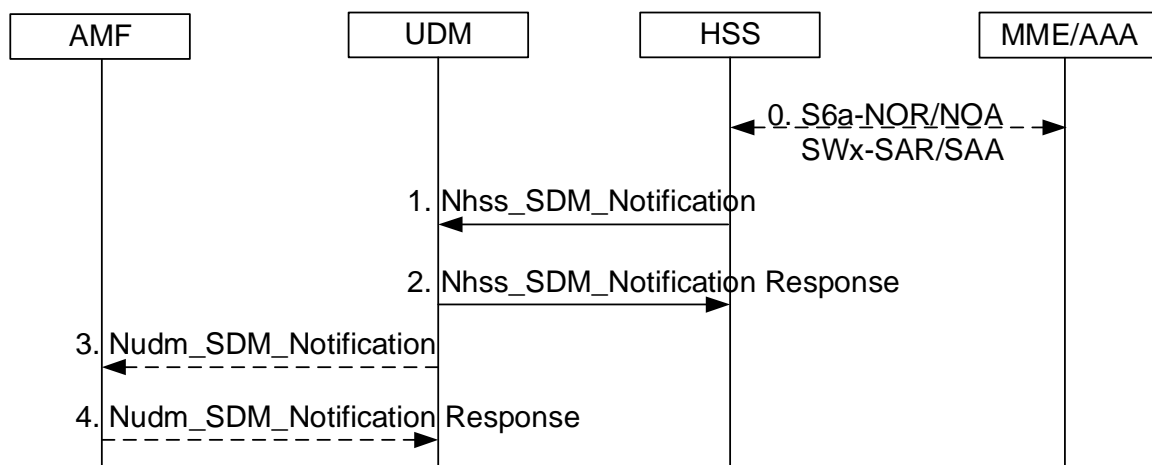 AMF
UDM
HSS
MME/AAA
0. S6a-NOR/NOA
SWx-SAR/SAA
1. Nhss_SDM_Notification
2. Nhss_SDM_Notification Response
3. Nudm_SDM_Notification
4. Nudm_SDM_Notification Response